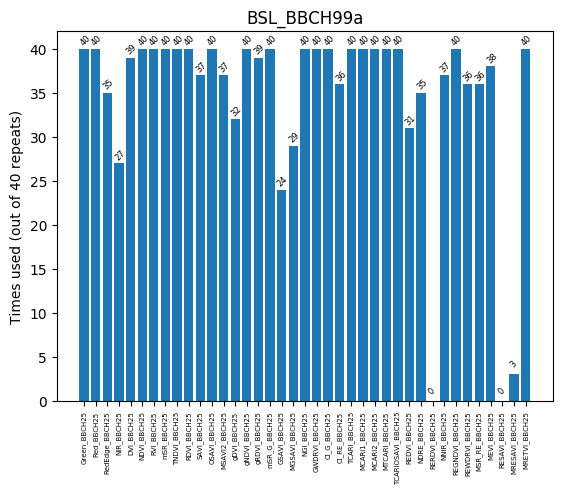 BSL_BBCH99a
Times used (out of 40 repeats)
40
35
30
25
20
15
10
5
0
40
40
35
27
39
40
40
40
40
40
37
40
37
32
40
39
40
24
29
40
40
40
36
40
40
40
40
40
31
35
0
37
40
36
36
38
0
3
40
Green_BBCH25
Red_BBCH25
RedEdge_BBCH25
NIR_BBCH25
DVI_BBCH25
NDVI_BBCH25
RVI_BBCH25
mSR_BBCH25
TNDVI_BBCH25
RDVI_BBCH25
SAVI_BBCH25
OSAVI_BBCH25
MSAVI2_BBCH25
gDVI_BBCH25
gNDVI_BBCH25
gRDVI_BBCH25
mSR_G_BBCH25
GSAVI_BBCH25
MGSAVI_BBCH25
NGI_BBCH25
GWDRVI_BBCH25
CI_G_BBCH25
CI_RE_BBCH25
TCARI_BBCH25
MCARI1_BBCH25
MCARI2_BBCH25
MTCARI_BBCH25
TCARIOSAVI_BBCH25
REDVI_BBCH25
NDRE_BBCH25
RERDVI_BBCH25
NNIR_BBCH25
REGNDVI_BBCH25
REWDRVI_BBCH25
MSR_RE_BBCH25
MEVI_BBCH25
RESAVI_BBCH25
MRESAVI_BBCH25
MRETVI_BBCH25